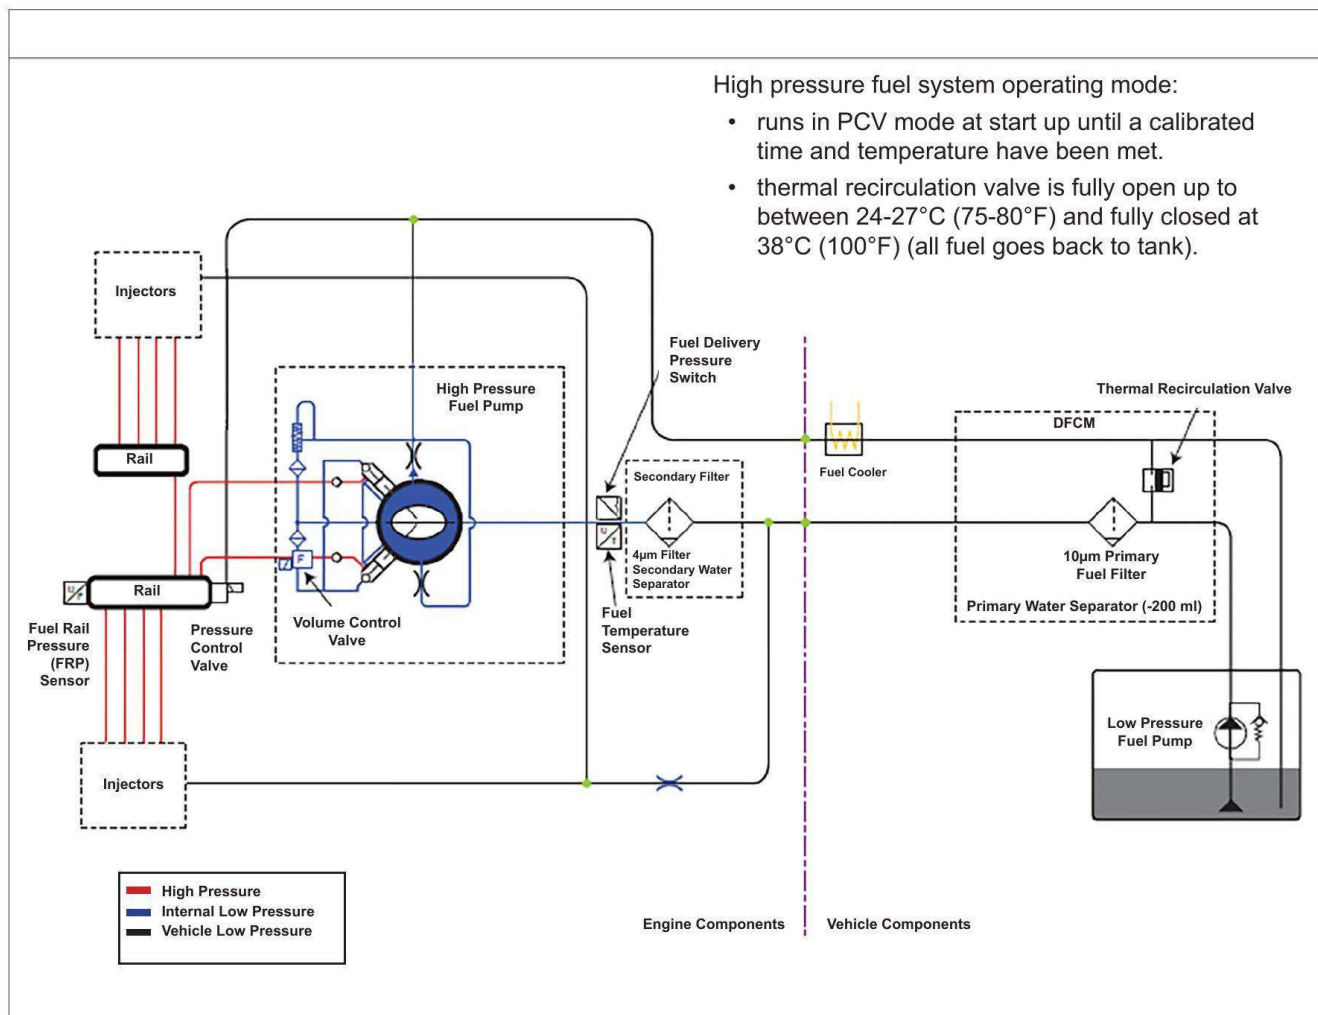 High pressure fuel system operating mode:
• runs in PCV mode at start up until a calibrated
time and temperature have been met.
• thermal recirculation valve is fully open up to
between 24-27°C (75-80°F) and fully closed at
38°C (100°F) (all fuel goes back to tank).
Injectors
Fuel Delivery
Pressure
Switch
High Pressure
Fuel Pump
Thermal Recirculation Valve
DFCM
Rail
Fuel Cooler
Secondary Filter
4µm Filter
Secondary Water
Separator
10µm Primary
Fuel Filter
Primary Water Separator (-200 ml)
F
Rail
Fuel Rail
Pressure
(FRP)
Sensor
Pressure
Control
Valve
Volume Control
Valve
Fuel
Temperature
Sensor
Low Pressure
Fuel Pump
Injectors
High Pressure
Internal Low Pressure
Vehicle Low Pressure
Engine Components
Vehicle Components